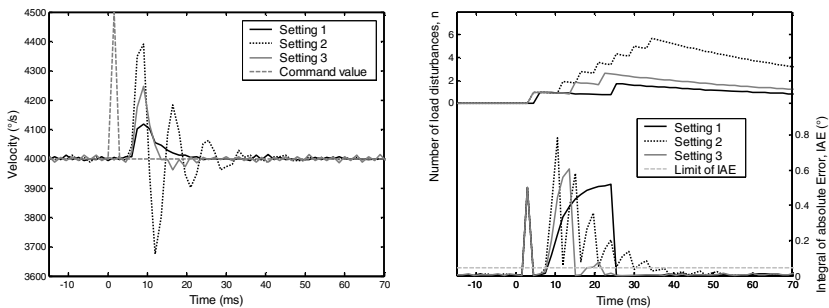 4500
4400
4300
4200
4100
4000
3900
3800
3700
3600
Velocity (°/s)
-10 0 10 20 30 40 50 60 70
Time (ms)
Setting 1
Setting 2
Setting 3
Command value
6
4
2
0
Number of load disturbances, n
Setting 1
Setting 2
Setting 3
Limit of IAE
0.8
0.6
0.4
0.2
0
Integral of absolute Error, IAE (°)
-10 0 10 20 30 40 50 60 70
Time (ms)